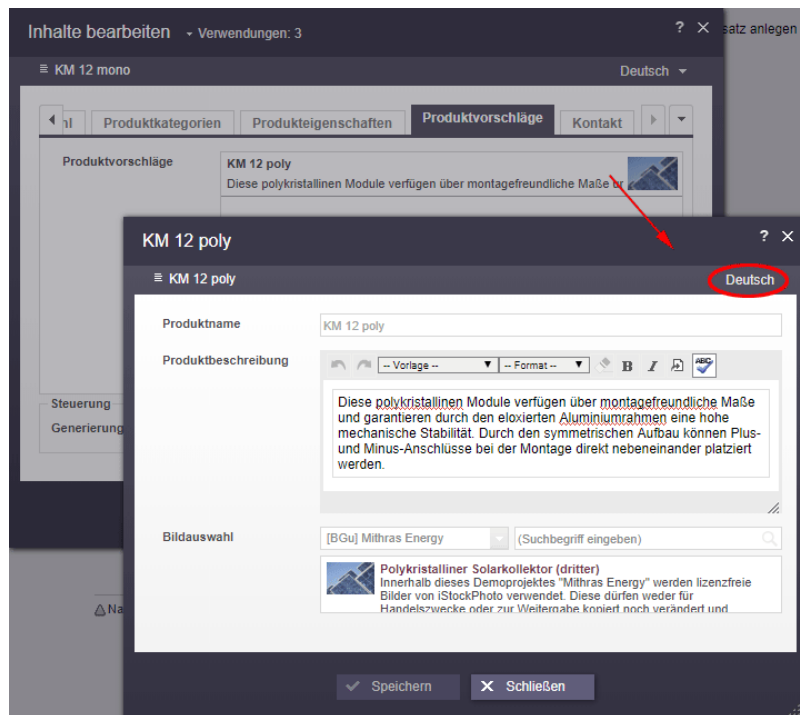 Inhalte bearbeiten Verwendungen: 3 ? X
satz anlegen
KM 12 mono Deutsch
hl Produktkategorien Produkteigenschaften Produktvorschläge Kontakt
Produktvorschläge KM 12 poly
Diese polykristallinen Module verfügen über montagefreundliche Maße ur
KM 12 poly ? X
KM 12 poly Deutsch
Produktname KM 12 poly
Produktbeschreibung -- Vorlage -- -- Format -- B I ABC
Diese polykristallinen Module verfügen über montagefreundliche Maße
und garantieren durch den eloxierten Aluminiumrahmen eine hohe
mechanische Stabilität. Durch den symmetrischen Aufbau können Plus-
und Minus-Anschlüsse bei der Montage direkt nebeneinander platziert
werden.
Steuerung
Generierung
Bildauswahl [BGu] Mithras Energy (Suchbegriff eingeben)
Polykristalliner Solarkollektor (dritter)
Innerhalb dieses Demoprojektes "Mithras Energy" werden lizenzfreie
Bilder von iStockPhoto verwendet. Diese dürfen weder für
Handelszwecke oder zur Weitergabe kopiert noch verändert und
Na
Speichern X Schließen